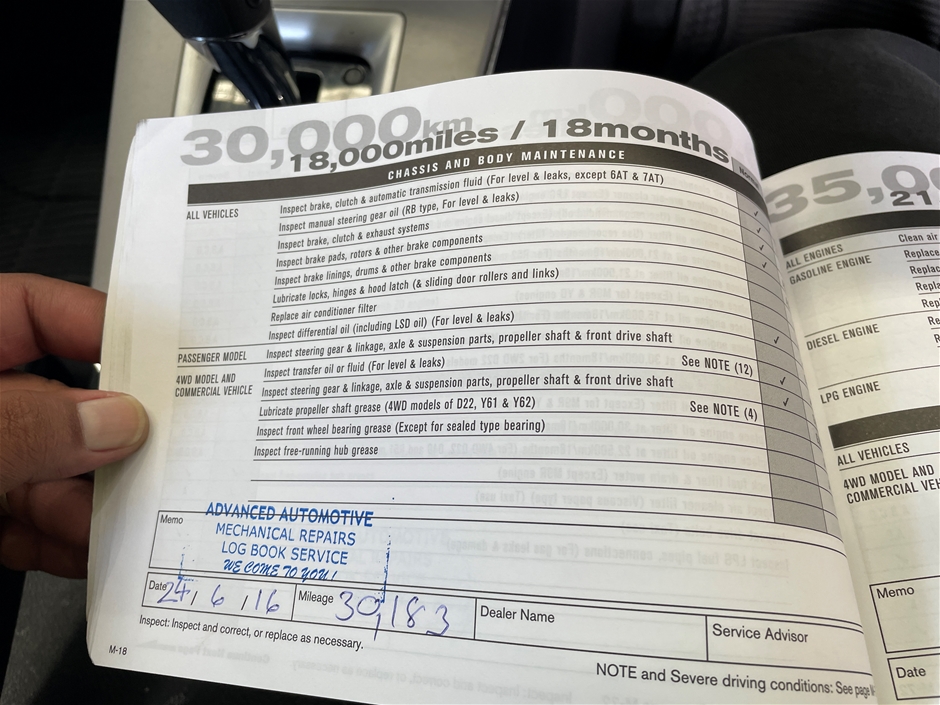 30,000km
18,000miles / 18months
CHASSIS AND BODY MAINTENANCE
ALL VEHICLES
Inspect brake, clutch & automatic transmission fluid (For level & leaks, except 6AT & 7AT)
Inspect manual steering gear oil (RB type, For level & leaks)
Inspect brake, clutch & exhaust systems
Inspect brake pads, rotors & other brake components
Inspect brake linings, drums & other brake components
Lubricate locks, hinges & hood latch (& sliding door rollers and links)
Replace air conditioner filter
Inspect differential oil (including LSD oil) (For level & leaks)
PASSENGER MODEL
Inspect steering gear & linkage, axle & suspension parts, propeller shaft & front drive shaft
4WD MODEL AND COMMERCIAL VEHICLE
Inspect transfer oil or fluid (For level & leaks) See NOTE (12)
Inspect steering gear & linkage, axle & suspension parts, propeller shaft & front drive shaft
Lubricate propeller shaft grease (4WD models of D22, Y61 & Y62) See NOTE (4)
Inspect front wheel bearing grease (Except for sealed type bearing)
Inspect free-running hub grease
Memo
ADVANCED AUTOMOTIVE
MECHANICAL REPAIRS
LOG BOOK SERVICE
WE COME TO YOU!
Date 24, 6, 16 Mileage 30,183 Dealer Name Service Advisor
Inspect: Inspect and correct, or replace as necessary.
M-18
NOTE and Severe driving conditions: See page
35,0
21
ALL ENGINES Clean air
GASOLINE ENGINE Replace
DIESEL ENGINE
LPG ENGINE
ALL VEHICLES
4WD MODEL AND
COMMERCIAL
Memo
Date